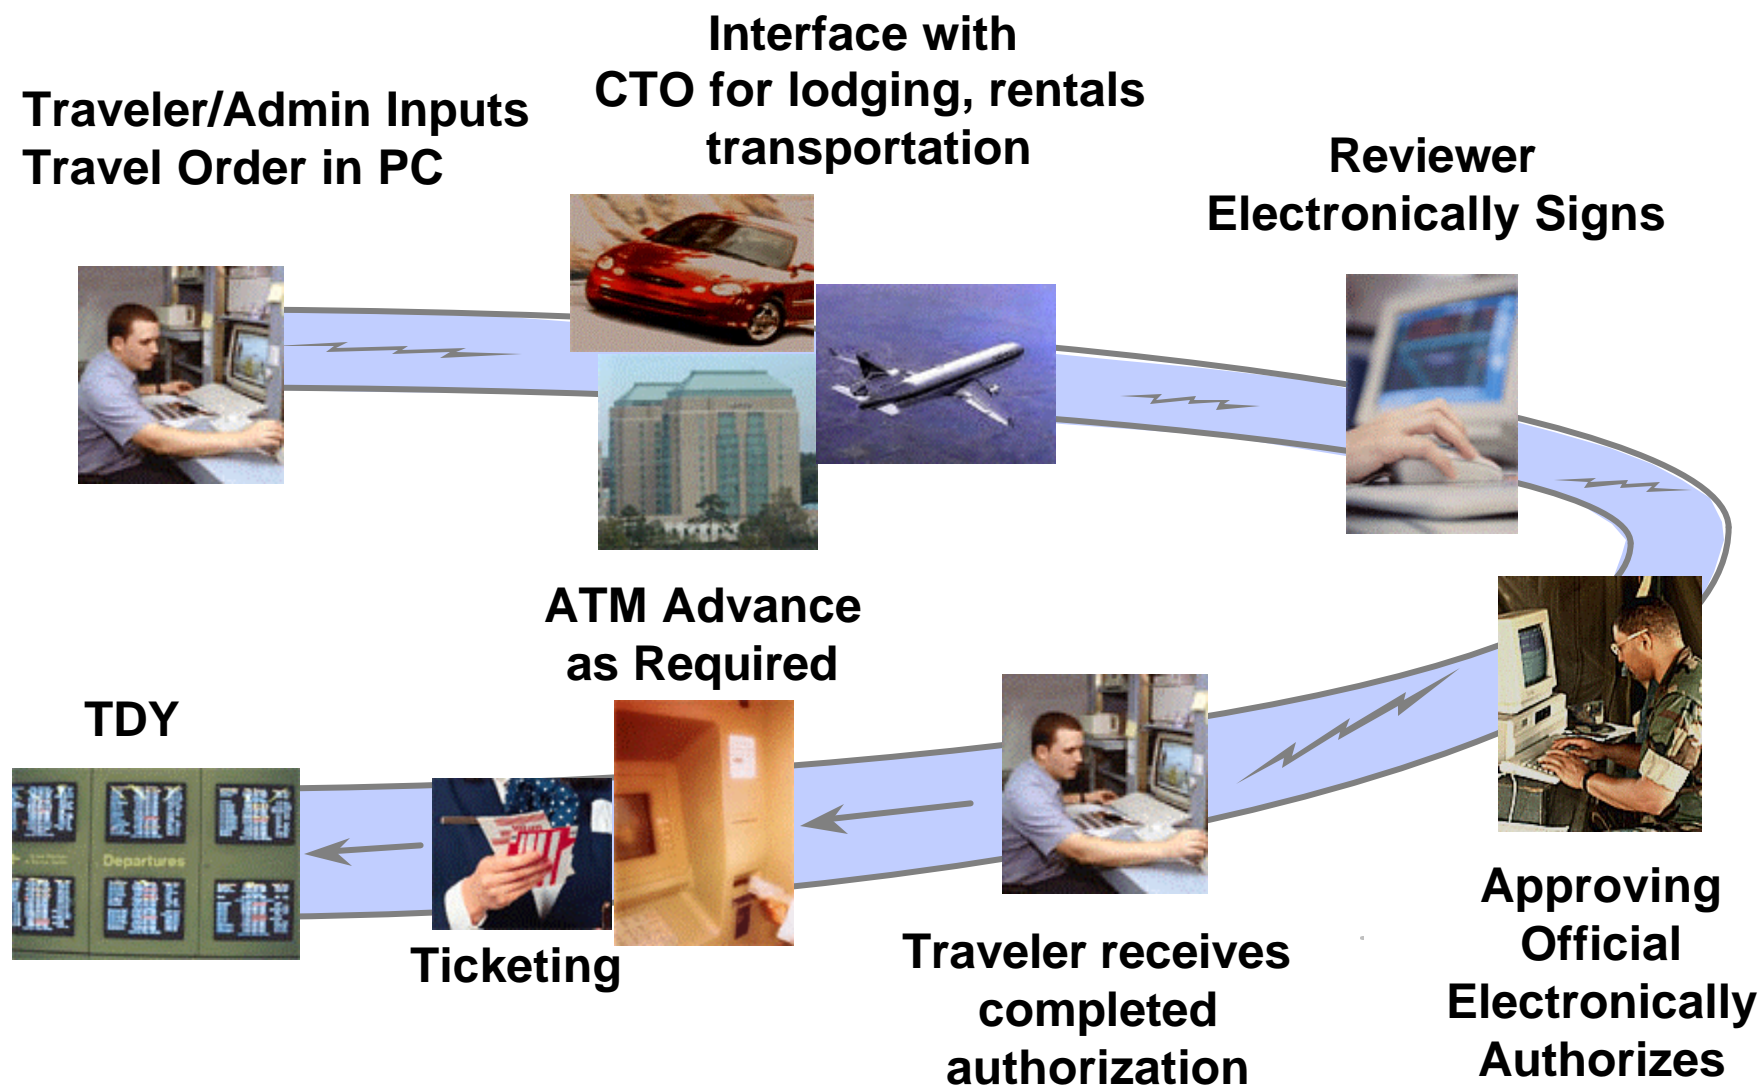 Interface with
CTO for lodging, rentals
transportation
Traveler/Admin Inputs
Travel Order in PC
Reviewer
Electronically Signs
ATM Advance
as Required
TDY
Departures
Ticketing
Traveler receives
completed
authorization
Approving
Official
Electronically
Authorizes